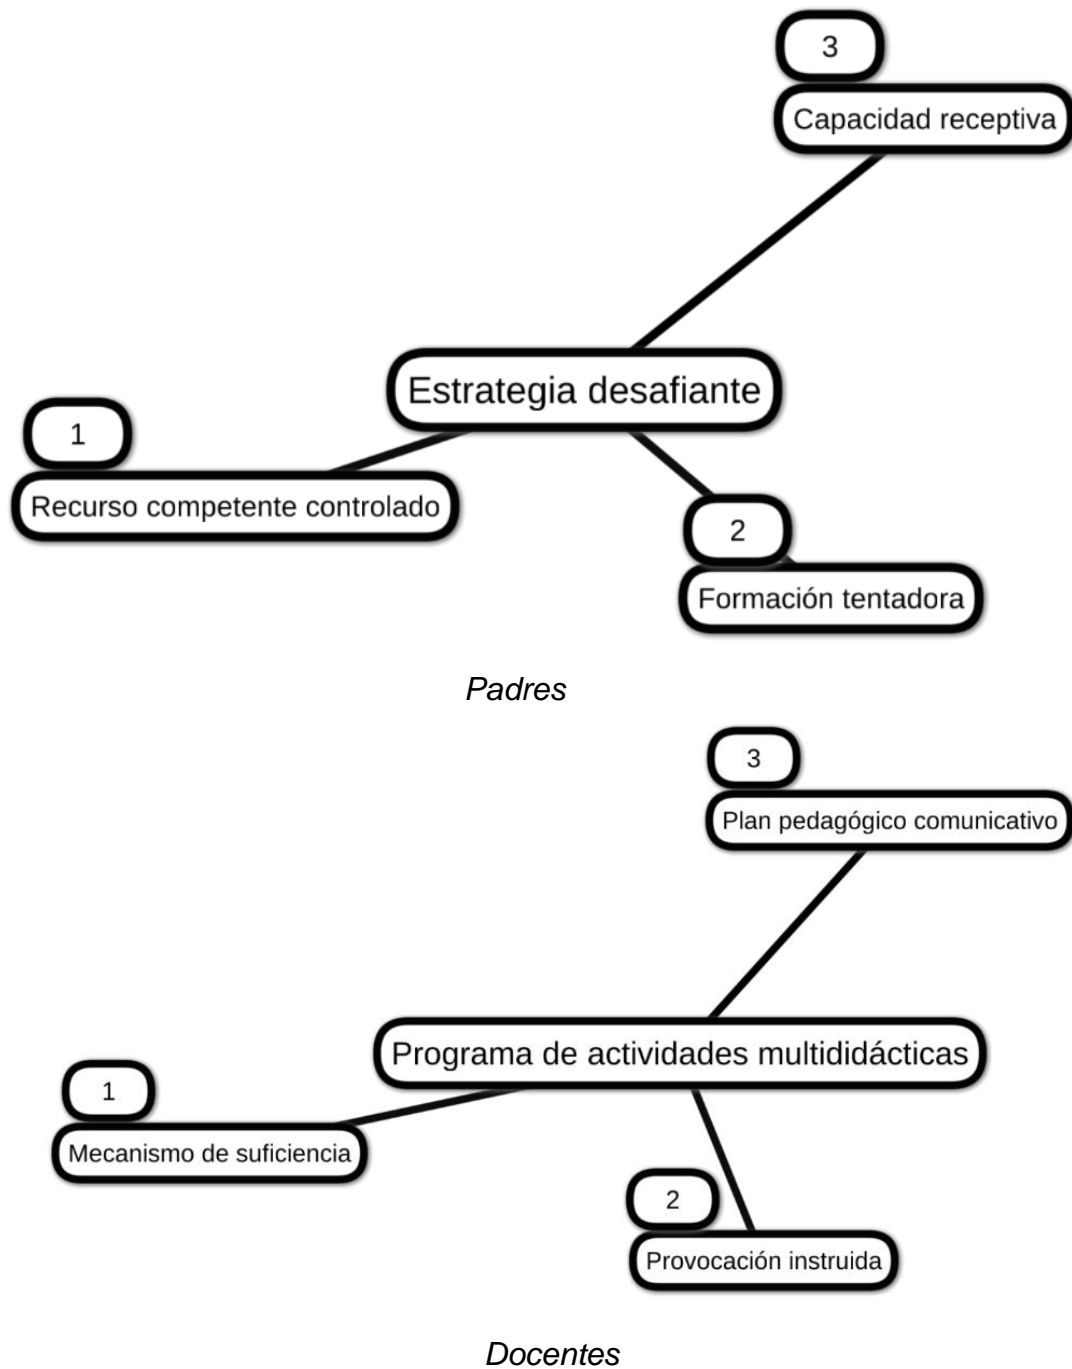 3
Capacidad receptiva
Estrategia desafiante
1
Recurso competente controlado
2
Formación tentadora
Padres
3
Plan pedagógico comunicativo
Programa de actividades multididácticas
1
Mecanismo de suficiencia
2
Provocación instruida
Docentes